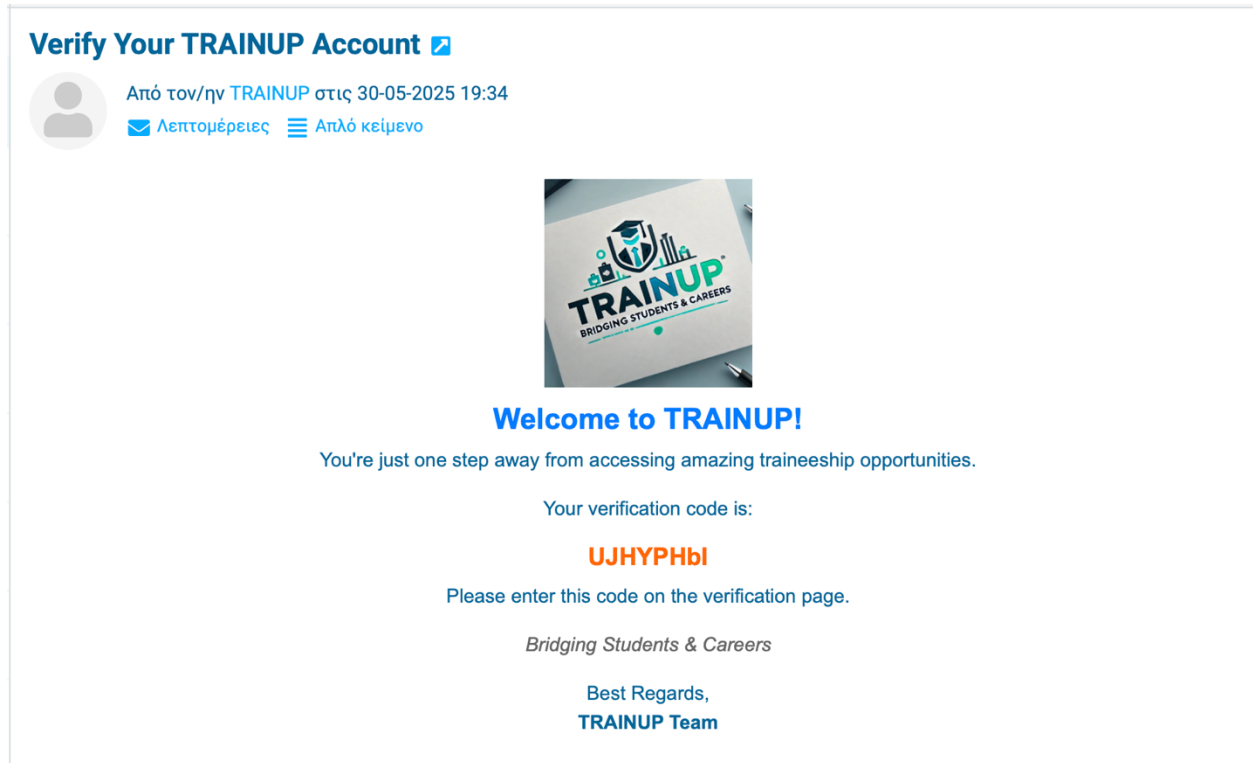 Verify Your TRAINUP Account
Από τον/ην TRAINUP στις 30-05-2025 19:34
Λεπτομέρειες Απλό κείμενο
TRAINUP
BRIDGING STUDENTS & CAREERS
Welcome to TRAINUP!
You're just one step away from accessing amazing traineeship opportunities.
Your verification code is:
UJHYPHbI
Please enter this code on the verification page.
Bridging Students & Careers
Best Regards,
TRAINUP Team